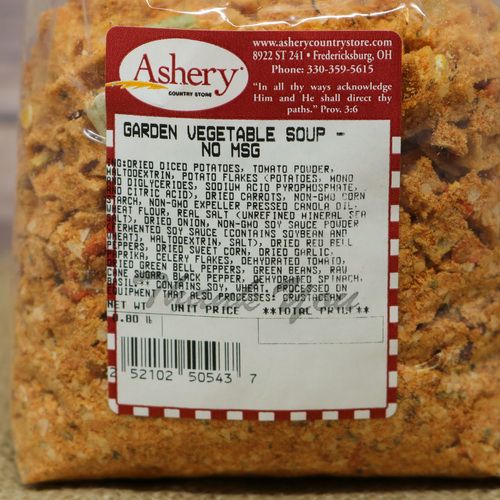 Ashery
COUNTRY STORE
www.asherycountrystore.com
8922 ST 241 • Fredericksburg, OH
Phone: 330-359-5615
"In all thy ways acknowledge
Him and He shall direct thy
paths." Prov. 3:6
GARDEN VEGETABLE SOUP -
NO MSG
ING:DRIED DICED POTATOES, TOMATO POWDER,
MALTODEXTRIN, POTATO FLAKES <POTATOES, MONO
AND DIGLYCERIDES, SODIUM ACID PYROPHOSPHATE,
AND CITRIC ACID>, DRIED CARROTS, NON-GMO CORN
STARCH, NON-GMO EXPELLER PRESSED CANOLA OIL,
WHEAT FLOUR, REAL SALT <UNREFINED MINERAL SEA
SALT>, DRIED ONION, NON-GMO SOY SAUCE POWDER
FERMENTED SOY SAUCE (CONTAINS SOYBEAN AND
WHEAT), MALTODEXTRIN, SALT>, DRIED RED BELL
PEPPERS, DRIED SWEET CORN, DRIED GARLIC,
PAPRIKA, CELERY FLAKES, DEHYDRATED TOMATO,
DRIED GREEN BELL PEPPERS, GREEN BEANS, RAW
CANE SUGAR, BLACK PEPPER, DEHYDRATED SPINACH,
BASIL.** CONTAINS SOY, WHEAT. PROCESSED ON
EQUIPMENT THAT ALSO PROCESSES: CRUSTACEAN
NET WT UNIT PRICE **TOTAL PRICE**
0.80 lb
2 52102 50543 7